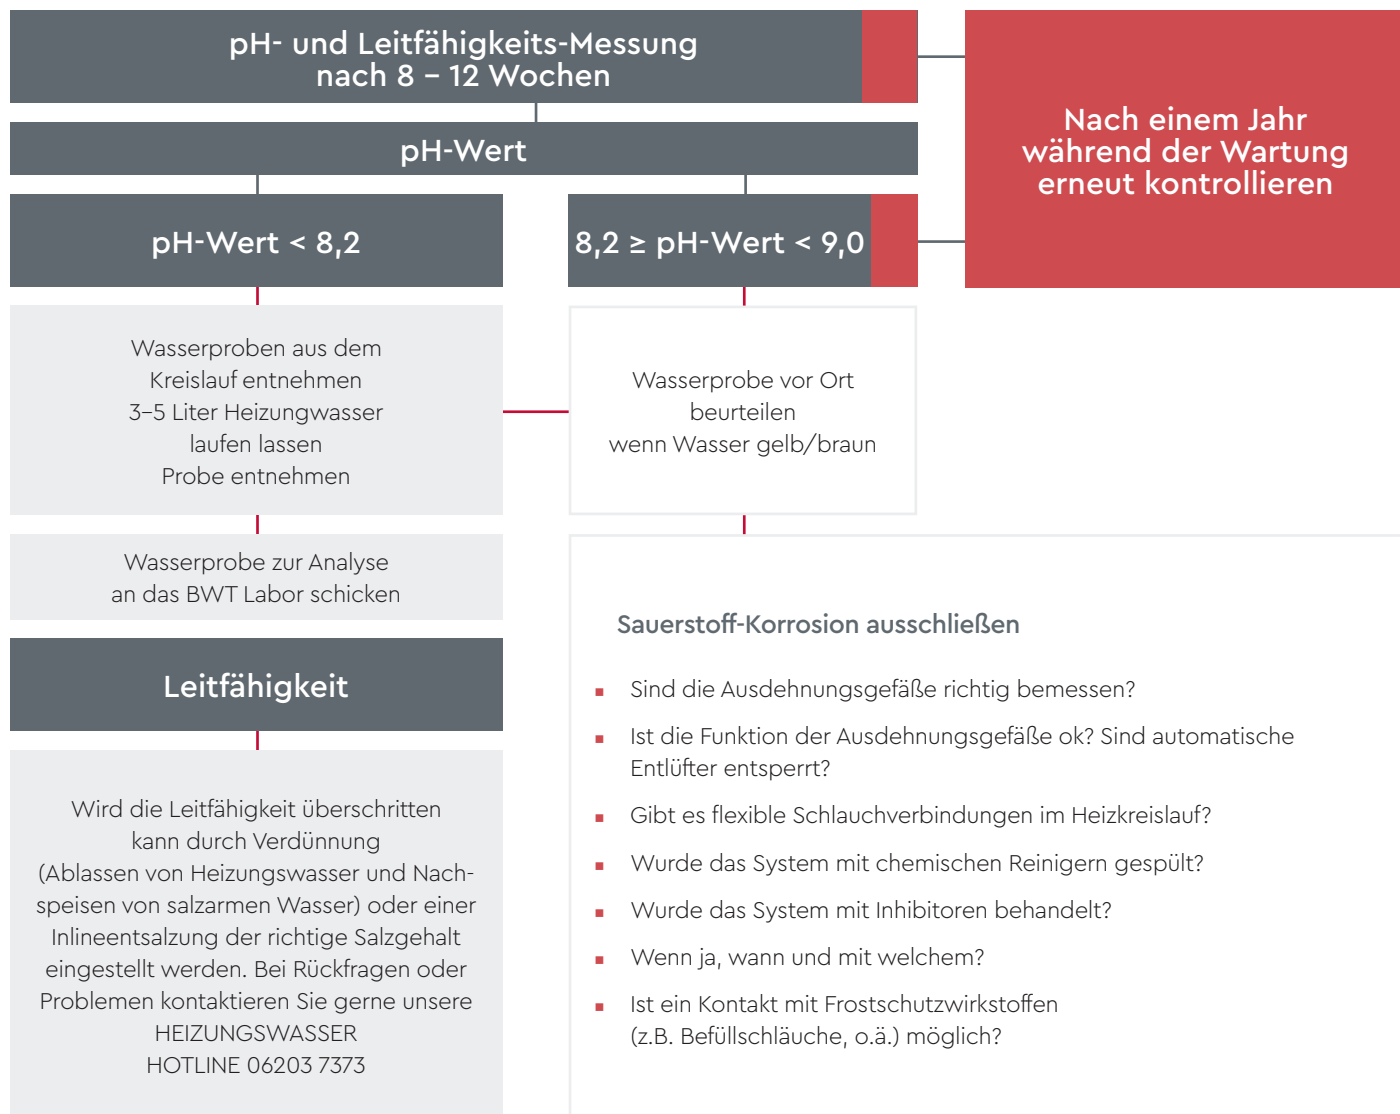 pH- und Leitfähigkeits-Messung
nach 8 – 12 Wochen
Nach einem Jahr
während der Wartung
erneut kontrollieren
pH-Wert
pH-Wert < 8,2
8,2 ≥ pH-Wert < 9,0
Wasserproben aus dem
Kreislauf entnehmen
3–5 Liter Heizungwasser
laufen lassen
Probe entnehmen
Wasserprobe vor Ort
beurteilen
wenn Wasser gelb/braun
Wasserprobe zur Analyse
an das BWT Labor schicken
Leitfähigkeit
Wird die Leitfähigkeit überschritten
kann durch Verdünnung
(Ablassen von Heizungswasser und Nach-
speisen von salzarmen Wasser) oder einer
Inlineentsalzung der richtige Salzgehalt
eingestellt werden. Bei Rückfragen oder
Problemen kontaktieren Sie gerne unsere
HEIZUNGSWASSER
HOTLINE 06203 7373
Sauerstoff-Korrosion ausschließen
▪ Sind die Ausdehnungsgefäße richtig bemessen?
▪ Ist die Funktion der Ausdehnungsgefäße ok? Sind automatische
Entlüfter entsperrt?
▪ Gibt es flexible Schlauchverbindungen im Heizkreislauf?
▪ Wurde das System mit chemischen Reinigern gespült?
▪ Wurde das System mit Inhibitoren behandelt?
▪ Wenn ja, wann und mit welchem?
▪ Ist ein Kontakt mit Frostschutzwirkstoffen
(z.B. Befüllschläuche, o.ä.) möglich?